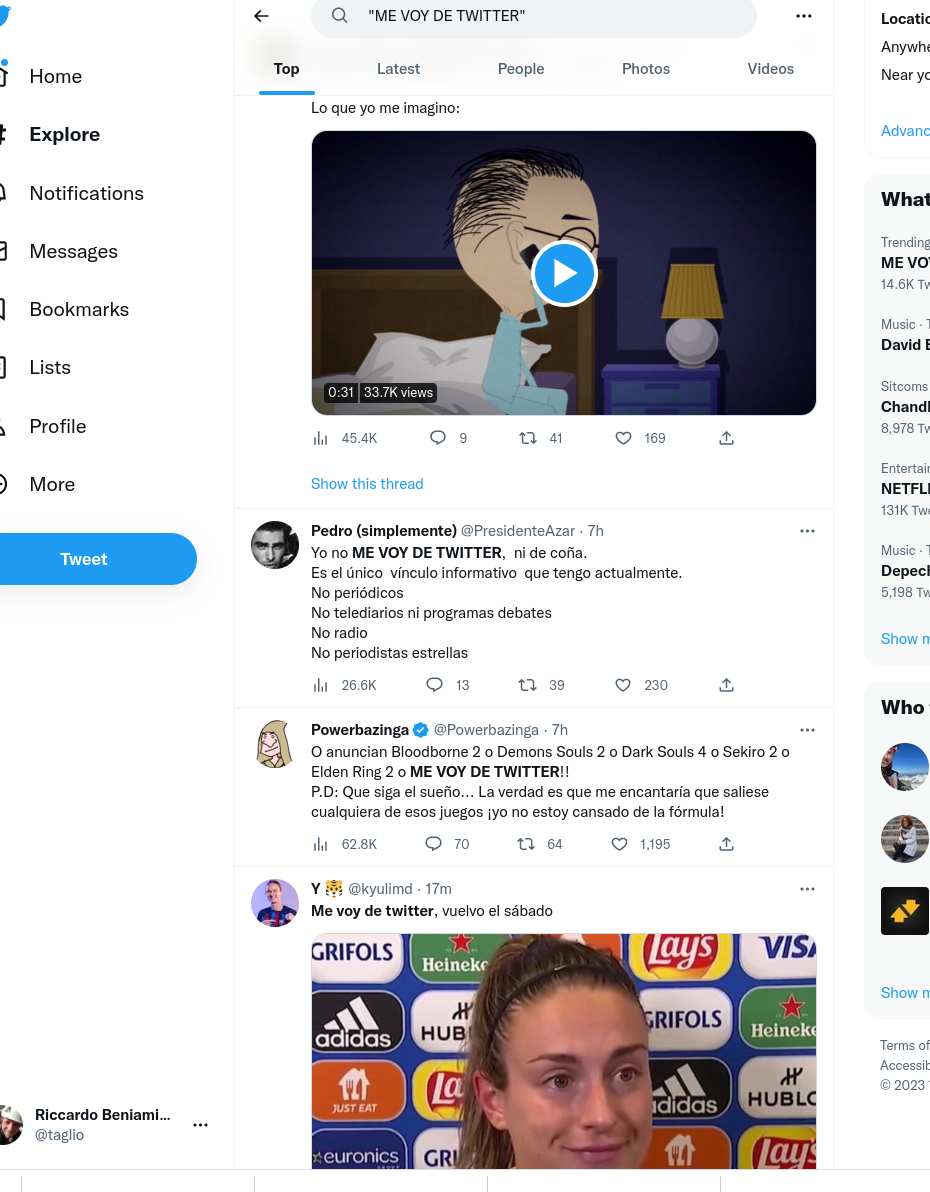 "ME VOY DE TWITTER"
Top
Latest
People
Photos
Videos
Home
Explore
Notifications
Messages
Bookmarks
Lists
Profile
More
Tweet
Riccardo Beniami...
@taglio
Lo que yo me imagino:
0:31 33.7K views
45.4K 9 41 169
Show this thread
Pedro (simplemente) @PresidenteAzar · 7h
Yo no ME VOY DE TWITTER, ni de coña.
Es el único vínculo informativo que tengo actualmente.
No periódicos
No telediarios ni programas debates
No radio
No periodistas estrellas
26.6K 13 39 230
Powerbazinga @Powerbazinga · 7h
O anuncian Bloodborne 2 o Demons Souls 2 o Dark Souls 4 o Sekiro 2 o
Elden Ring 2 o ME VOY DE TWITTER!!
P.D: Que siga el sueño... La verdad es que me encantaría que saliese
cualquiera de esos juegos ¡yo no estoy cansado de la fórmula!
62.8K 70 64 1,195
Y 🐯 @kyulimd · 17m
Me voy de twitter, vuelvo el sábado
GRIFOLS
Heineke
Lay's
VISA
adidas
HUB
GRIFOLS
Heineke
JUST EAT
La
adidas
HUBLO
euronics
GROUP
Lay's
Locatio
Anywhe
Near yo
Advanc
What
Trending
ME VOY
14.6K Tw
Music · T
David B
Sitcoms
Chandl
8,978 Tw
Entertain
NETFLI
131K Twe
Music · T
Depech
5,198 Tw
Show m
Who
Show m
Terms of
Accessib
© 2023